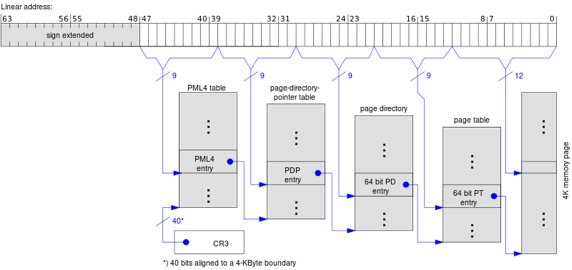 Linear address:
63 56 55 48 47 40 39 32 31 24 23 16 15 8 7 0
sign extended
9 9 9 9 12
PML4 table
page-directory-
pointer table
page directory
page table
PML4
entry
PDP
entry
64 bit PD
entry
64 bit PT
entry
4K memory page
40*
CR3
*) 40 bits aligned to a 4-KByte boundary